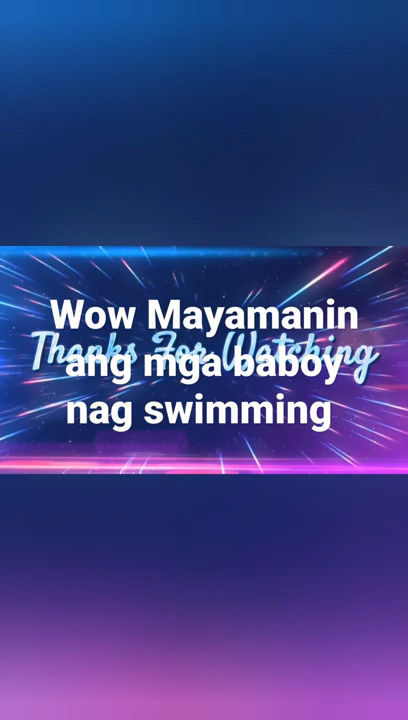 Wow Mayamanin
Thanks For Watching
ang mga baboy
nag swimming